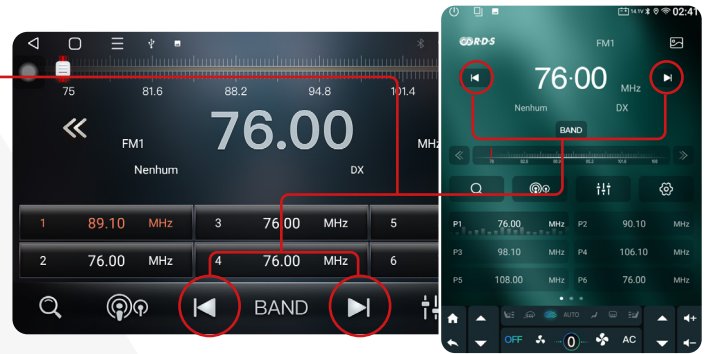 75 81.6 88.2 94.8 101.4
FM1 76.00 MHz
Nenhum DX
1 89.10 MHz 3 76.00 MHz 5
2 76.00 MHz 4 76.00 MHz 6
BAND
14.1V 02:41
R·D·S FM1
76·00 MHz
Nenhum DX
BAND
P1 76.00 MHz P2 90.10 MHz
P3 98.10 MHz P4 106.10 MHz
P5 108.00 MHz P6 76.00 MHz
AUTO
OFF 0 AC